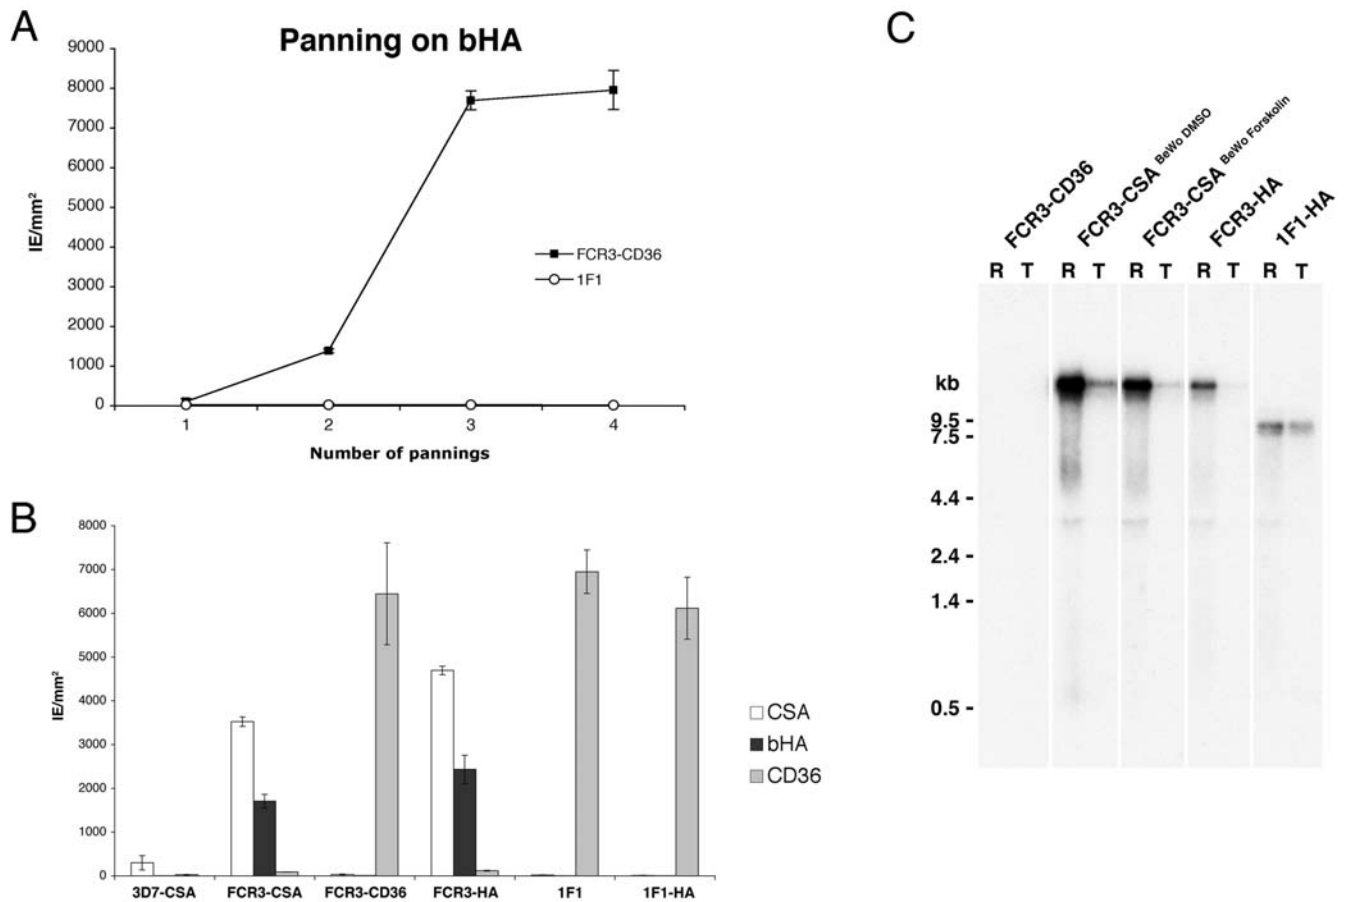 A
Panning on bHA
9000
8000
7000
6000
5000
4000
3000
2000
1000
0
IE/mm²
1 2 3 4
Number of pannings
FCR3-CD36
1F1
B
8000
7000
6000
5000
4000
3000
2000
1000
0
IE/mm²
3D7-CSA FCR3-CSA FCR3-CD36 FCR3-HA 1F1 1F1-HA
CSA
bHA
CD36
C
FCR3-CD36
FCR3-CSA BeWo DMSO
FCR3-CSA BeWo Forskolin
FCR3-HA
1F1-HA
R T R T R T R T R T
kb
9.5 -
7.5 -
4.4 -
2.4 -
1.4 -
0.5 -